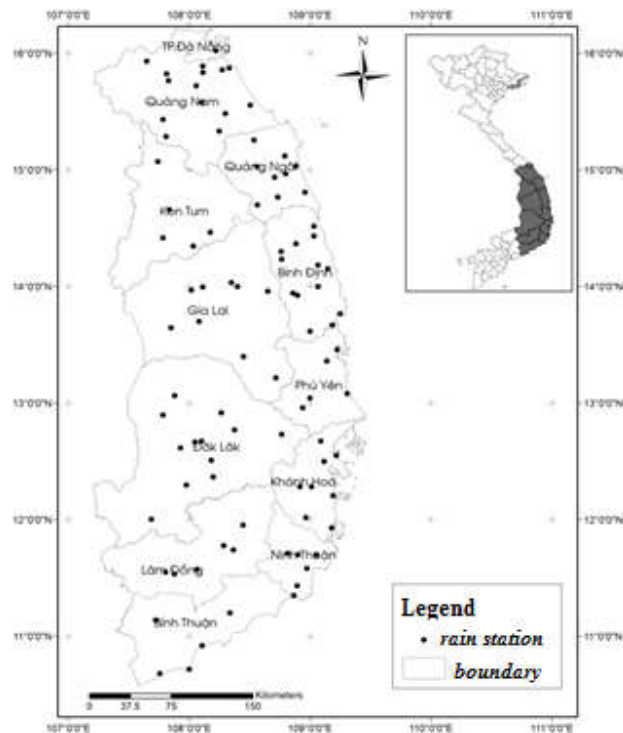 107°0'0"E 108°0'0"E 109°0'0"E 110°0'0"E 111°0'0"E
16°0'0"N 16°0'0"N
TP.Đà Nẵng
N
Quảng Nam
15°0'0"N 15°0'0"N
Quảng Ngãi
Kon Tum
14°0'0"N 14°0'0"N
Bình Định
Gia Lai
13°0'0"N 13°0'0"N
Phú Yên
Đăk Lăk
12°0'0"N 12°0'0"N
Khánh Hoà
Ninh Thuận
Lâm Đồng
11°0'0"N 11°0'0"N
Bình Thuận
Legend
rain station
boundary
Kilometers
0 37.5 75 150
107°0'0"E 108°0'0"E 109°0'0"E 110°0'0"E 111°0'0"E